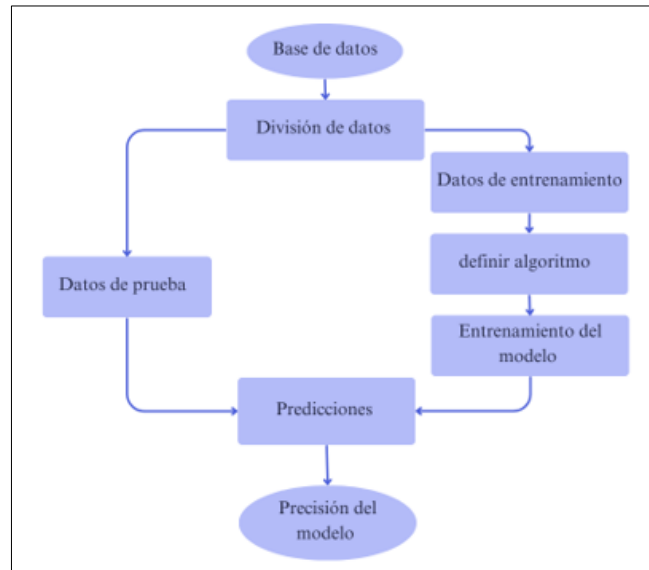 Base de datos
División de datos
Datos de entrenamiento
definir algoritmo
Datos de prueba
Entrenamiento del
modelo
Predicciones
Precisión del
modelo